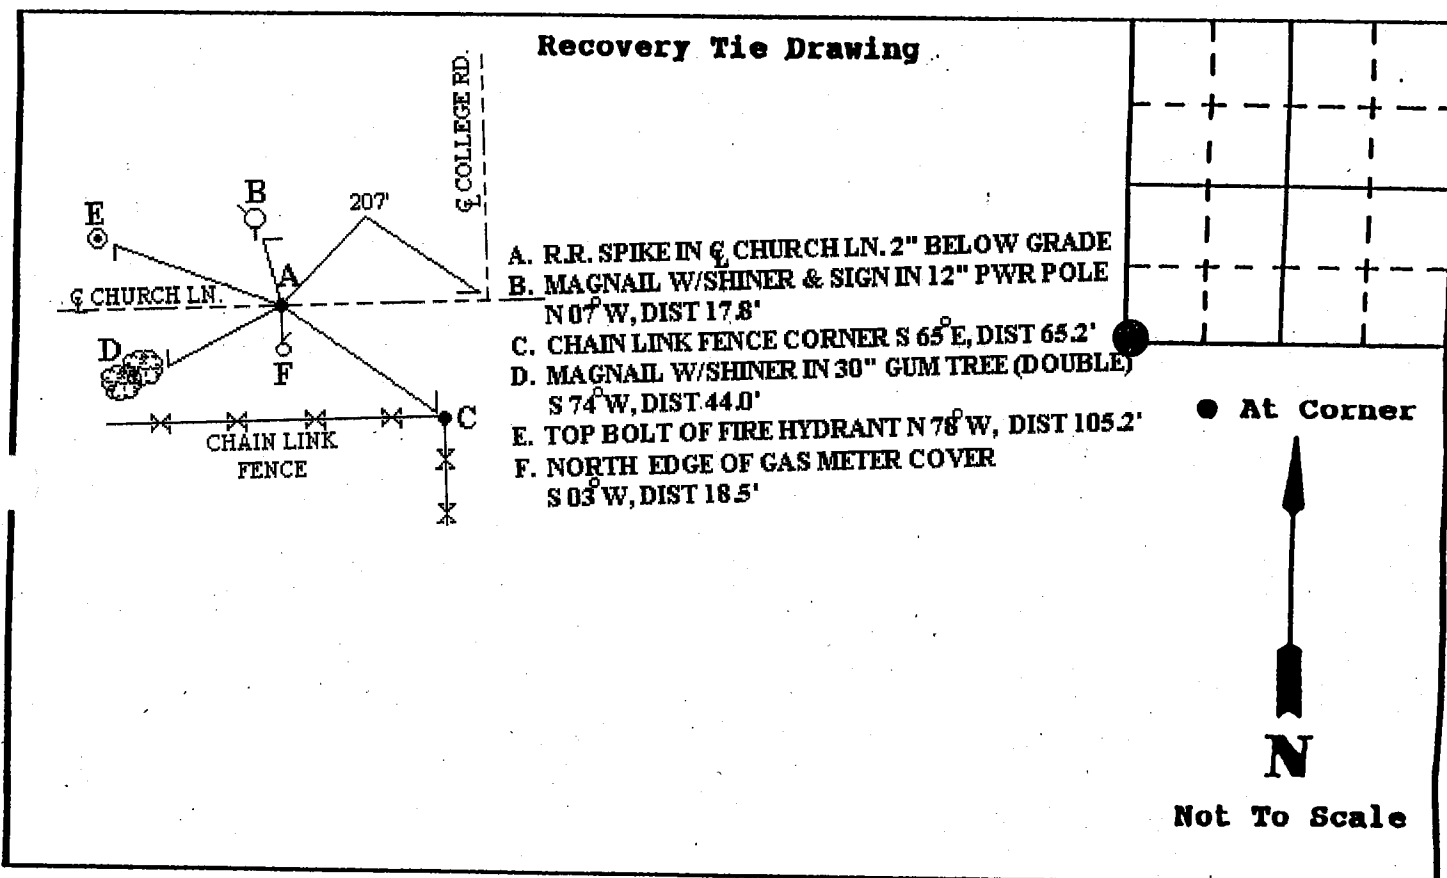 Recovery Tie Drawing
℄ COLLEGE RD.
207'
B
E
A
℄ CHURCH LN.
D
F
C
CHAIN LINK
FENCE
A. R.R. SPIKE IN ℄ CHURCH LN. 2" BELOW GRADE
B. MAGNAIL W/SHINER & SIGN IN 12" PWR POLE
N 07° W, DIST 17.8'
C. CHAIN LINK FENCE CORNER S 65° E, DIST 65.2'
D. MAGNAIL W/SHINER IN 30" GUM TREE (DOUBLE)
S 74° W, DIST 44.0'
E. TOP BOLT OF FIRE HYDRANT N 78° W, DIST 105.2'
F. NORTH EDGE OF GAS METER COVER
S 03° W, DIST 18.5'
At Corner
N
Not To Scale